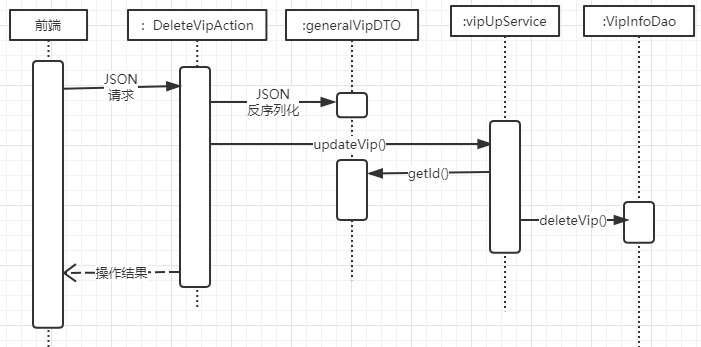 前端
: DeleteVipAction
:generalVipDTO
:vipUpService
:VipInfoDao
JSON
请求
JSON
反序列化
updateVip()
getId()
deleteVip()
操作结果